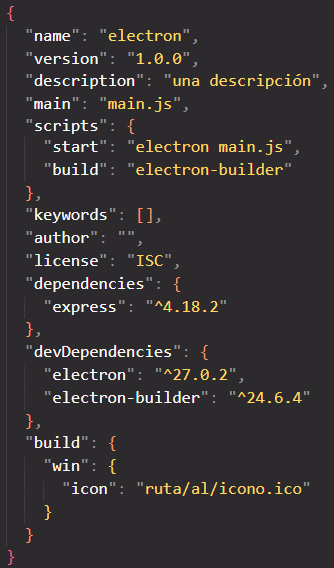 {
  "name": "electron",
  "version": "1.0.0",
  "description": "una descripción",
  "main": "main.js",
  "scripts": {
    "start": "electron main.js",
    "build": "electron-builder"
  },
  "keywords": [],
  "author": "",
  "license": "ISC",
  "dependencies": {
    "express": "^4.18.2"
  },
  "devDependencies": {
    "electron": "^27.0.2",
    "electron-builder": "^24.6.4"
  },
  "build": {
    "win": {
      "icon": "ruta/al/icono.ico"
    }
  }
}